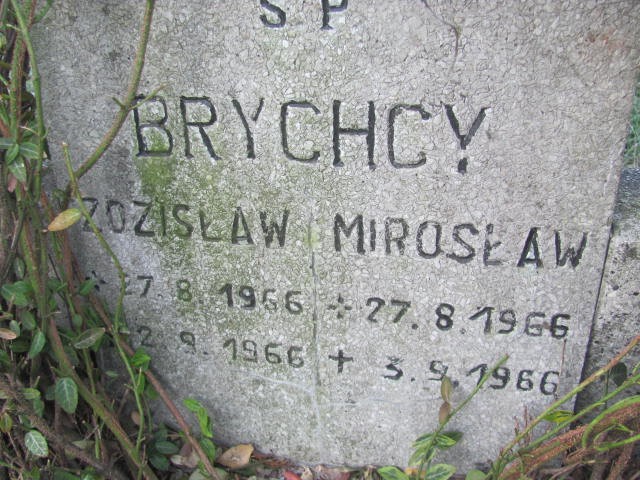 S P
BRYCHCY
ZDZISŁAW MIROSŁAW
27.8.1966 + 27.8.1966
2.9.1966 + 3.9.1966